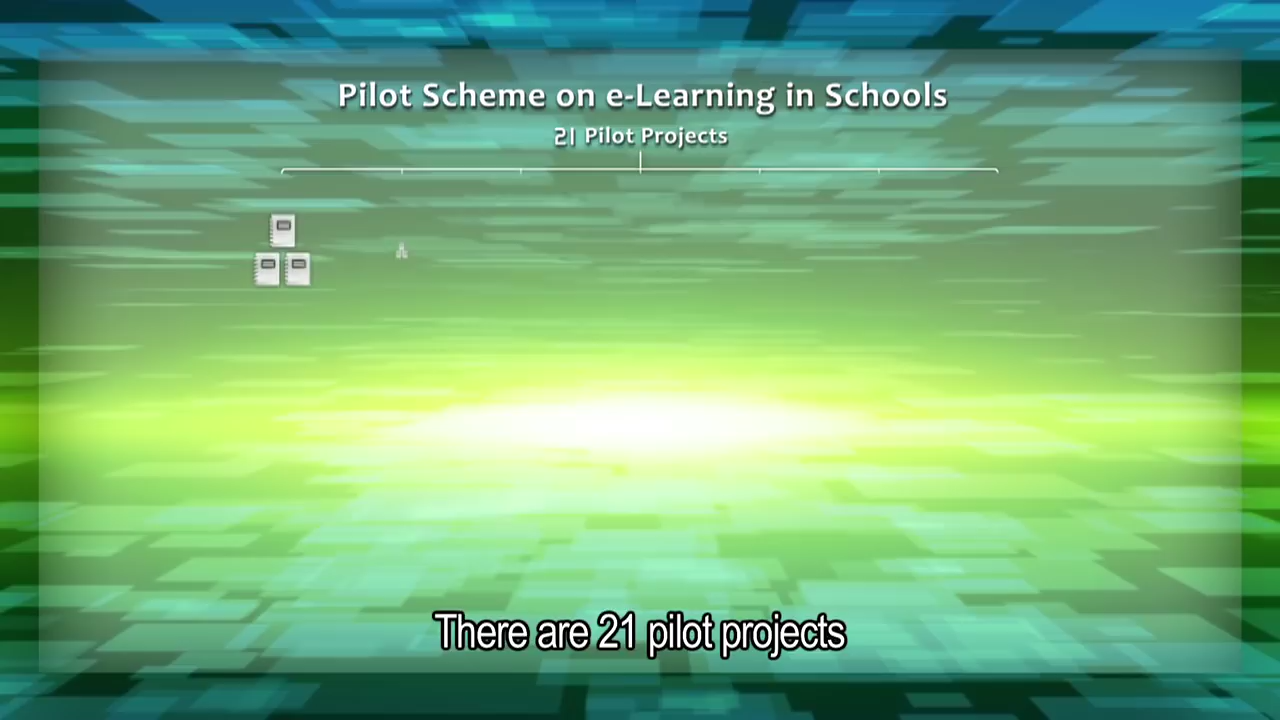 Pilot Scheme on e-Learning in Schools
21 Pilot Projects
There are 21 pilot projects